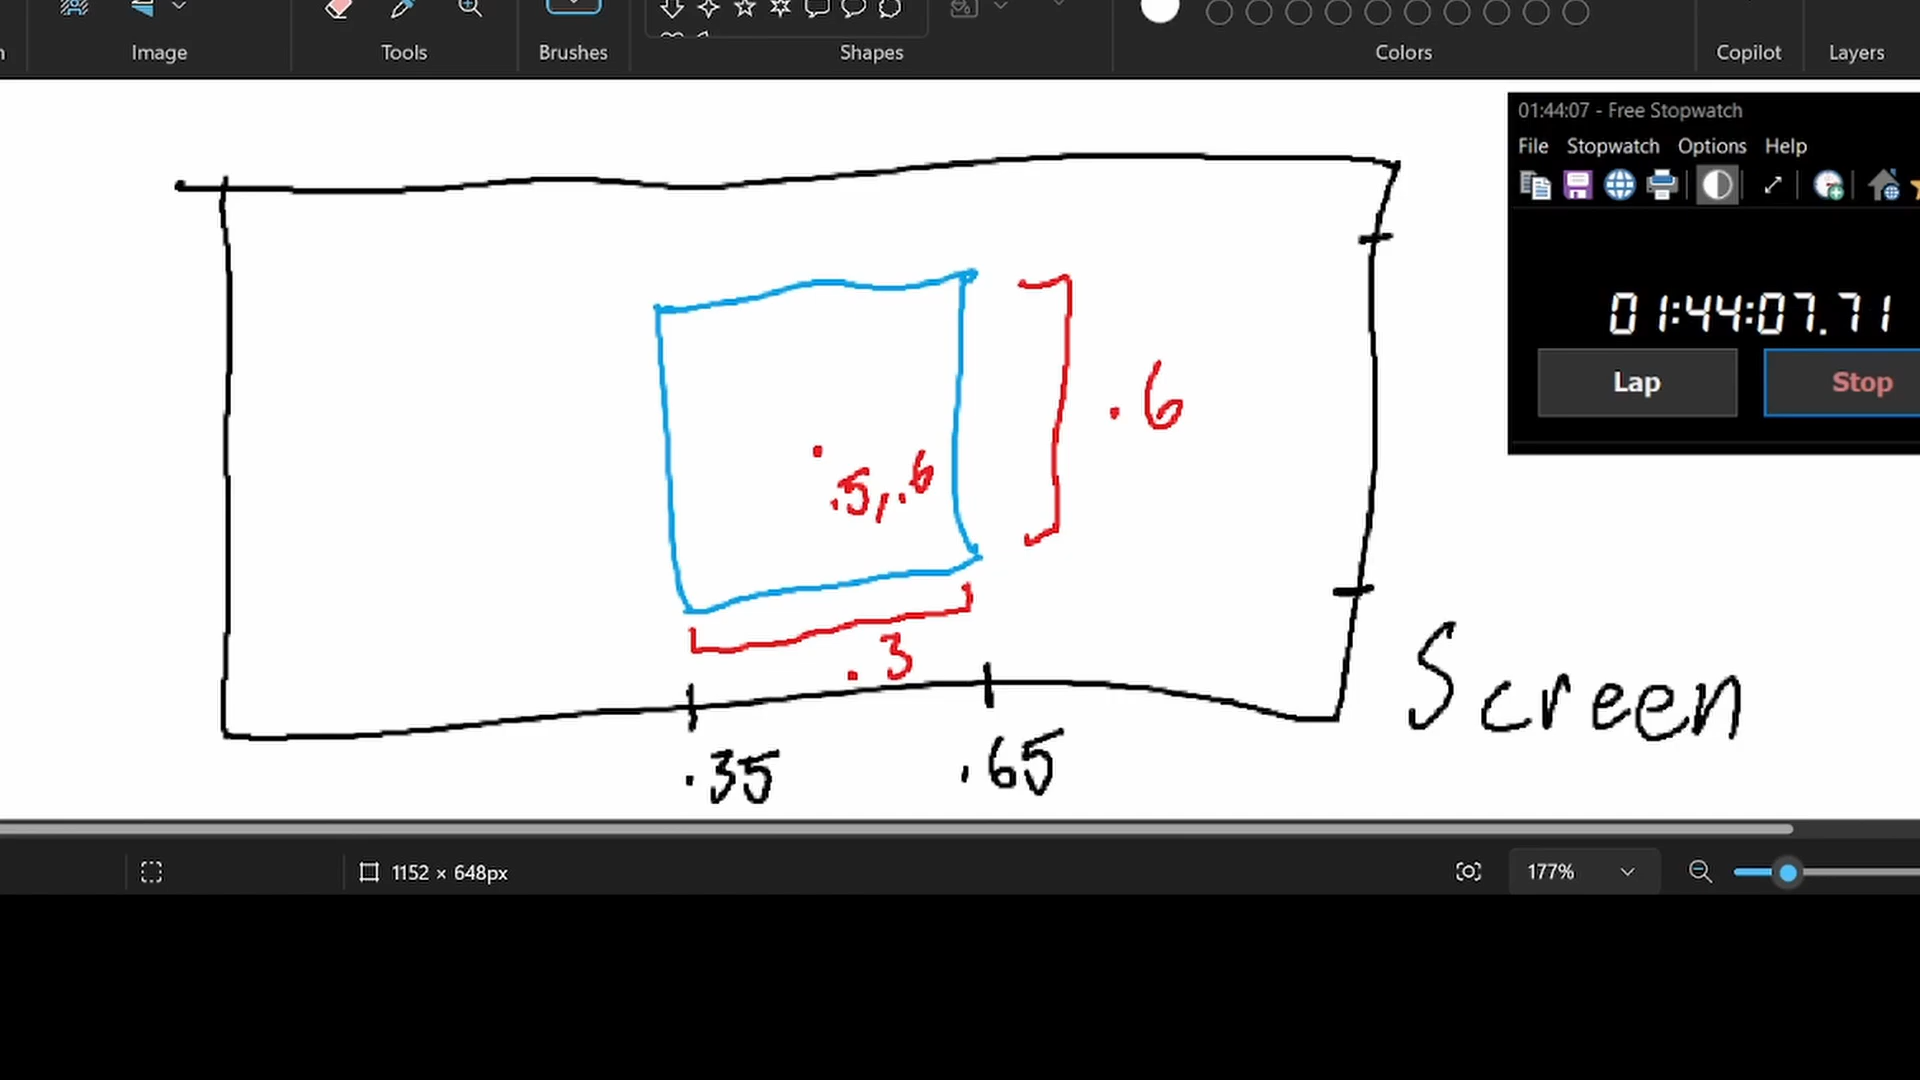 Image
Tools
Brushes
Shapes
Colors
Copilot
Layers
01:44:07 - Free Stopwatch
File Stopwatch Options Help
01:44:07.71
Lap
Stop
.6
.5,.6
.3
Screen
.35
.65
1152 × 648px
177%